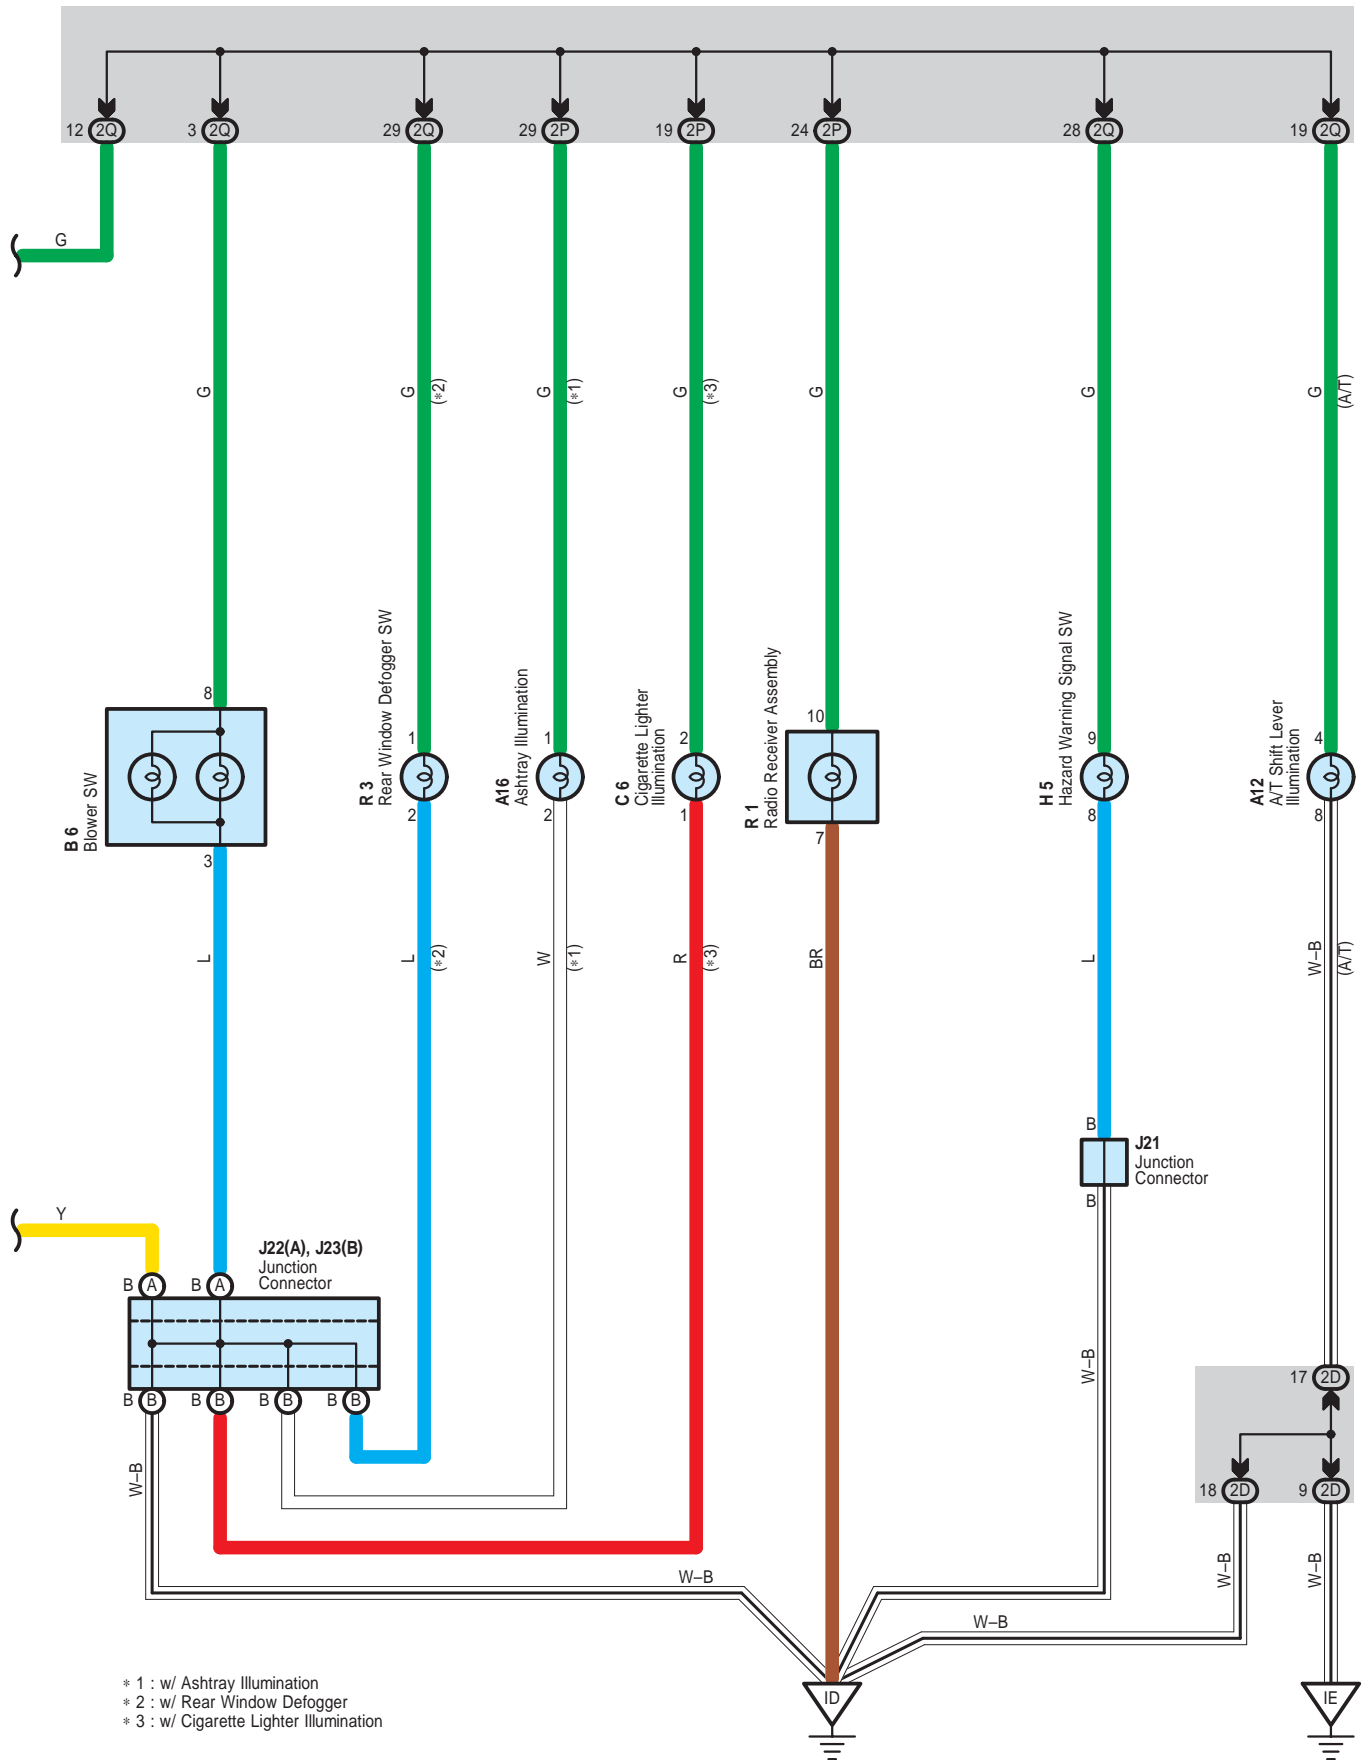 12 2Q 3 2Q 29 2Q 29 2P 19 2P 24 2P 28 2Q 19 2Q
G
G G (*2) G (*1) G (*3) G G G (A/T)
8
B 6
Blower SW
3
1
R 3
Rear Window Defogger SW
2
1
A16
Ashtray Illumination
2
2
C 6
Cigarette Lighter
Illumination
1
10
R 1
Radio Receiver Assembly
7
9
H 5
Hazard Warning Signal SW
8
4
A12
A/T Shift Lever
Illumination
8
L L (*2) W (*1) R (*3) BR L W–B (A/T)
B
J21
Junction
Connector
B
Y
J22(A), J23(B)
Junction
Connector
B A B A
B B B B B B B B
W–B
W–B
17 2D
18 2D 9 2D
W–B
W–B
W–B
W–B
ID
IE
* 1 : w/ Ashtray Illumination
* 2 : w/ Rear Window Defogger
* 3 : w/ Cigarette Lighter Illumination